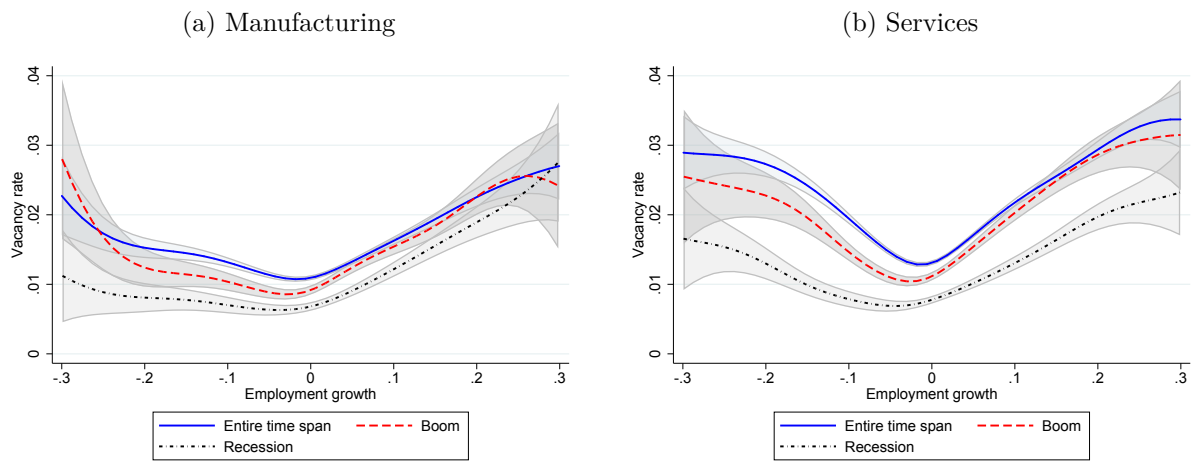 (a) Manufacturing
.04
.03
.02
.01
0
Vacancy rate
-.3 -.2 -.1 0 .1 .2 .3
Employment growth
Entire time span Boom
Recession
(b) Services
.04
.03
.02
.01
0
Vacancy rate
-.3 -.2 -.1 0 .1 .2 .3
Employment growth
Entire time span Boom
Recession